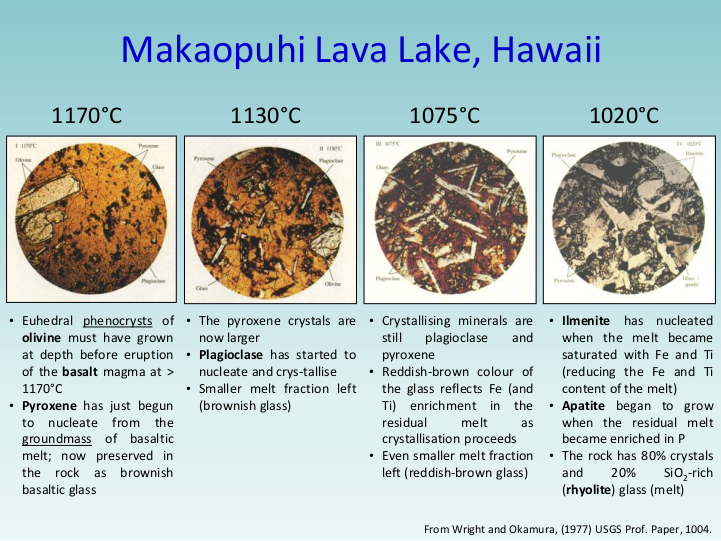 Makaopuhi Lava Lake, Hawaii
1170°C
1130°C
1075°C
1020°C
I 1170°C
Pyroxene
Olivine
Glass
Plagioclase
II 1130°C
Pyroxene
Plagioclase
Glass
Olivine
III 1075°C
Pyroxene
Glass
Plagioclase
IV 1020°C
Plagioclase
Ilmenite
Pyroxene
Glass +
apatite
• Euhedral phenocrysts of
olivine must have grown
at depth before eruption
of the basalt magma at >
1170°C
• Pyroxene has just begun
to nucleate from the
groundmass of basaltic
melt; now preserved in
the rock as brownish
basaltic glass
• The pyroxene crystals are
now larger
• Plagioclase has started to
nucleate and crys-tallise
• Smaller melt fraction left
(brownish glass)
• Crystallising minerals are
still plagioclase and
pyroxene
• Reddish-brown colour of
the glass reflects Fe (and
Ti) enrichment in the
residual melt as
crystallisation proceeds
• Even smaller melt fraction
left (reddish-brown glass)
• Ilmenite has nucleated
when the melt became
saturated with Fe and Ti
(reducing the Fe and Ti
content of the melt)
• Apatite began to grow
when the residual melt
became enriched in P
• The rock has 80% crystals
and 20% SiO2-rich
(rhyolite) glass (melt)
From Wright and Okamura, (1977) USGS Prof. Paper, 1004.